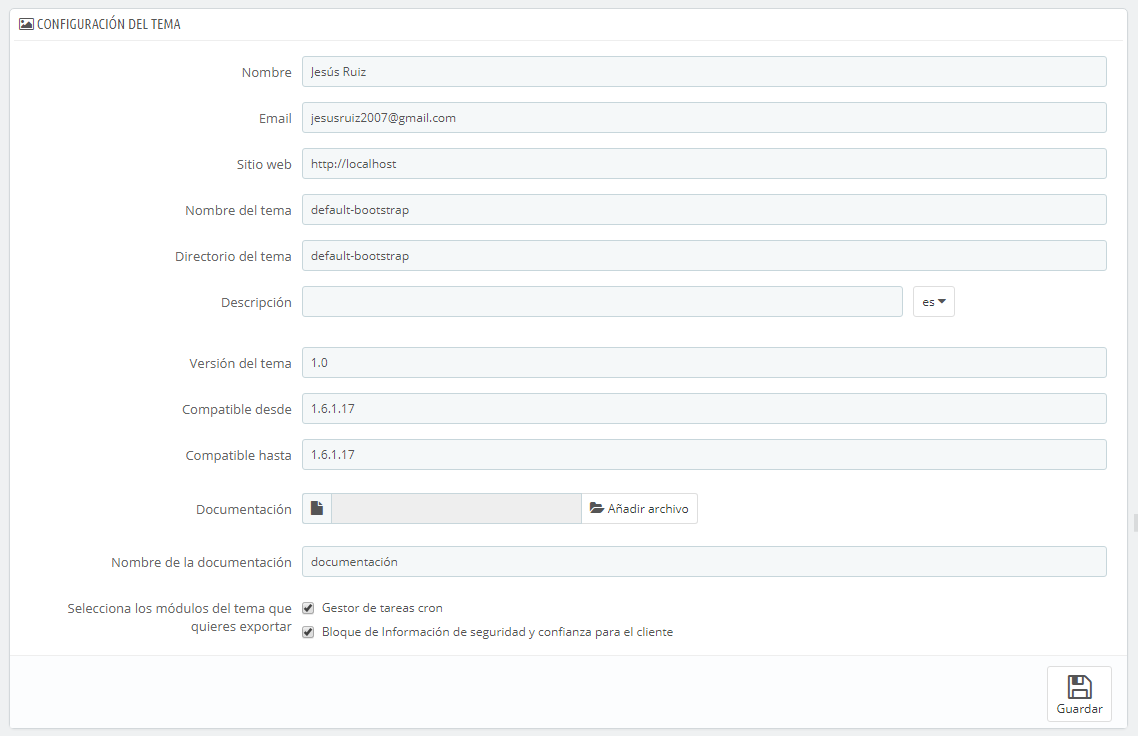 CONFIGURACIÓN DEL TEMA
Nombre Jesús Ruiz
Email jesusruiz2007@gmail.com
Sitio web http://localhost
Nombre del tema default-bootstrap
Directorio del tema default-bootstrap
Descripción es
Versión del tema 1.0
Compatible desde 1.6.1.17
Compatible hasta 1.6.1.17
Documentación Añadir archivo
Nombre de la documentación documentación
Selecciona los módulos del tema que
quieres exportar
Gestor de tareas cron
Bloque de Información de seguridad y confianza para el cliente
Guardar